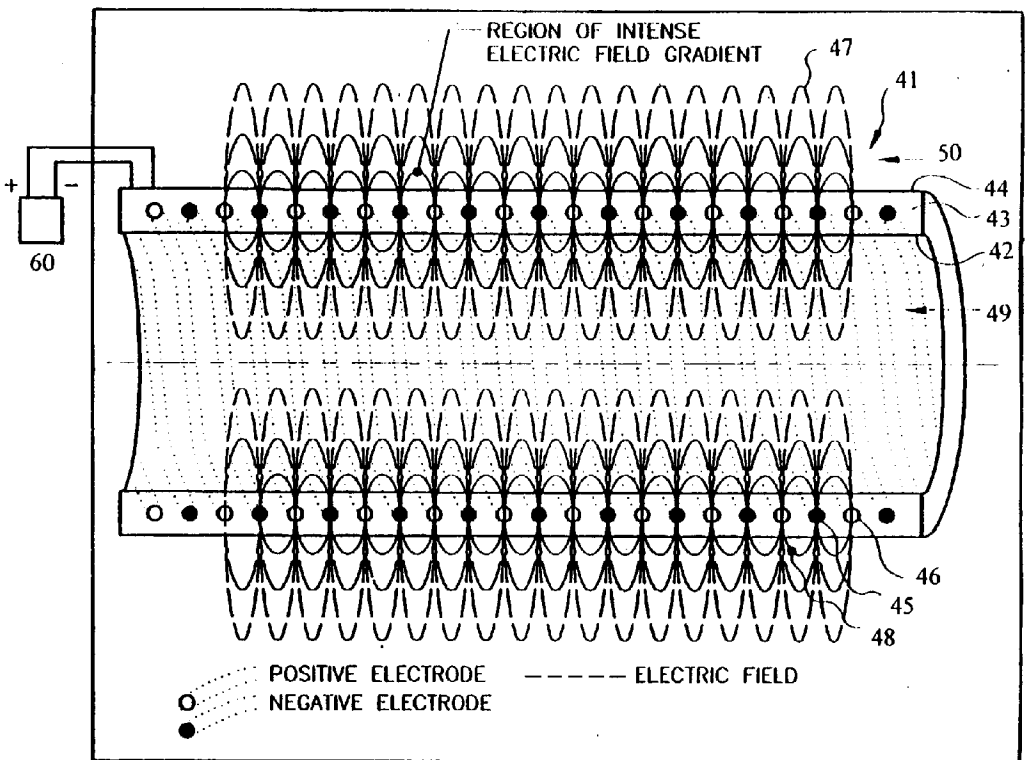 REGION OF INTENSE
ELECTRIC FIELD GRADIENT
47
41
50
+ -
44
43
42
60
49
46
45
48
POSITIVE ELECTRODE
ELECTRIC FIELD
NEGATIVE ELECTRODE